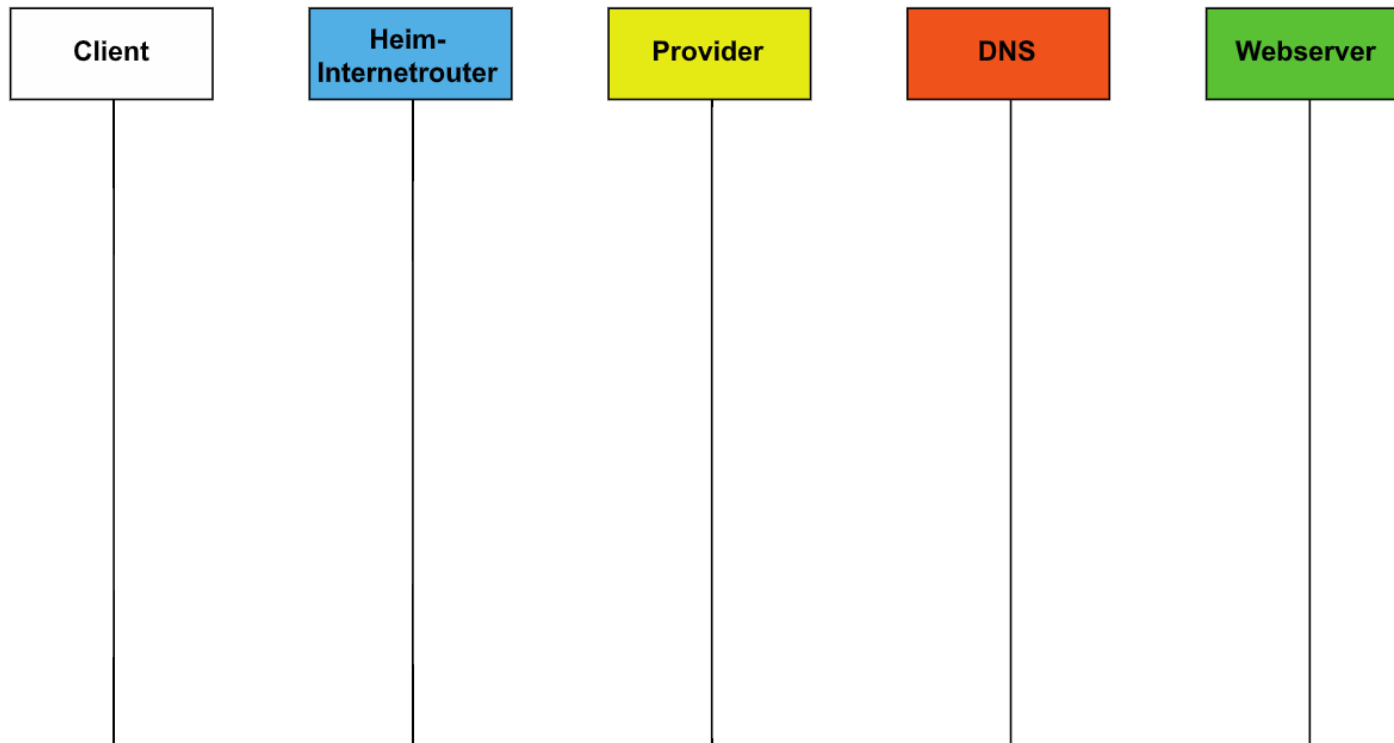 Client
Heim-
Internetrouter
Provider
DNS
Webserver